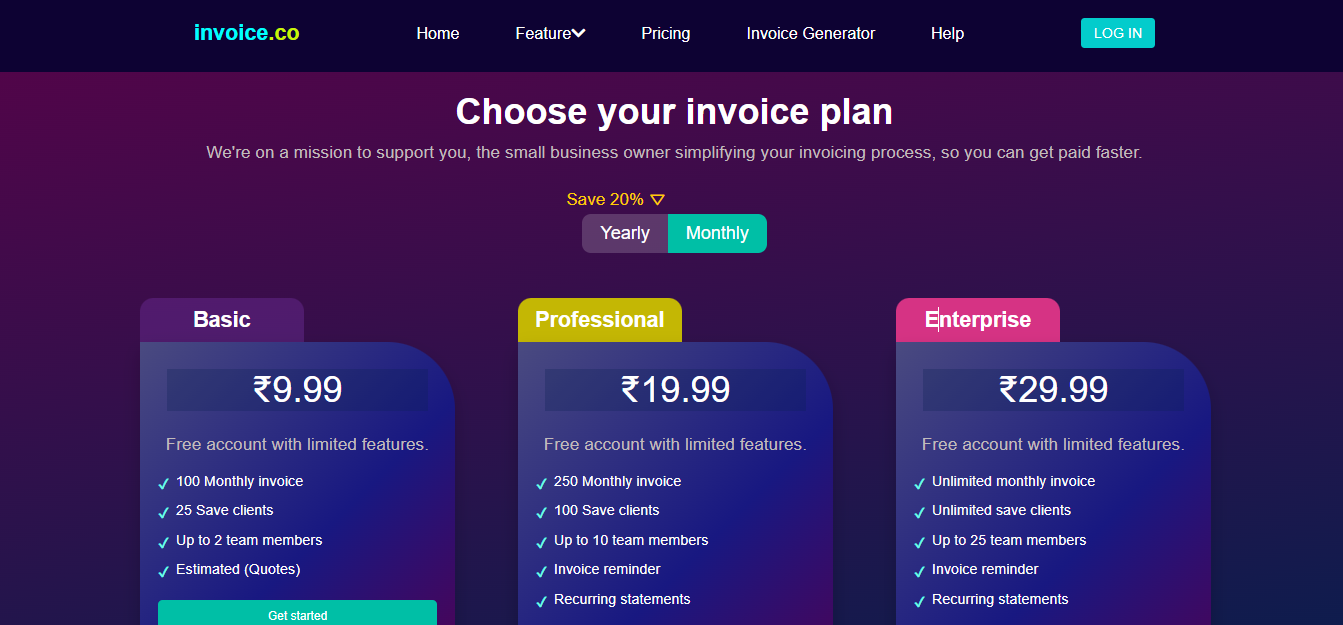 invoice.co Home Feature Pricing Invoice Generator Help LOG IN
Choose your invoice plan
We're on a mission to support you, the small business owner simplifying your invoicing process, so you can get paid faster.
Save 20%
Yearly Monthly
Basic
₹9.99
Free account with limited features.
100 Monthly invoice
25 Save clients
Up to 2 team members
Estimated (Quotes)
Get started
Professional
₹19.99
Free account with limited features.
250 Monthly invoice
100 Save clients
Up to 10 team members
Invoice reminder
Recurring statements
Enterprise
₹29.99
Free account with limited features.
Unlimited monthly invoice
Unlimited save clients
Up to 25 team members
Invoice reminder
Recurring statements